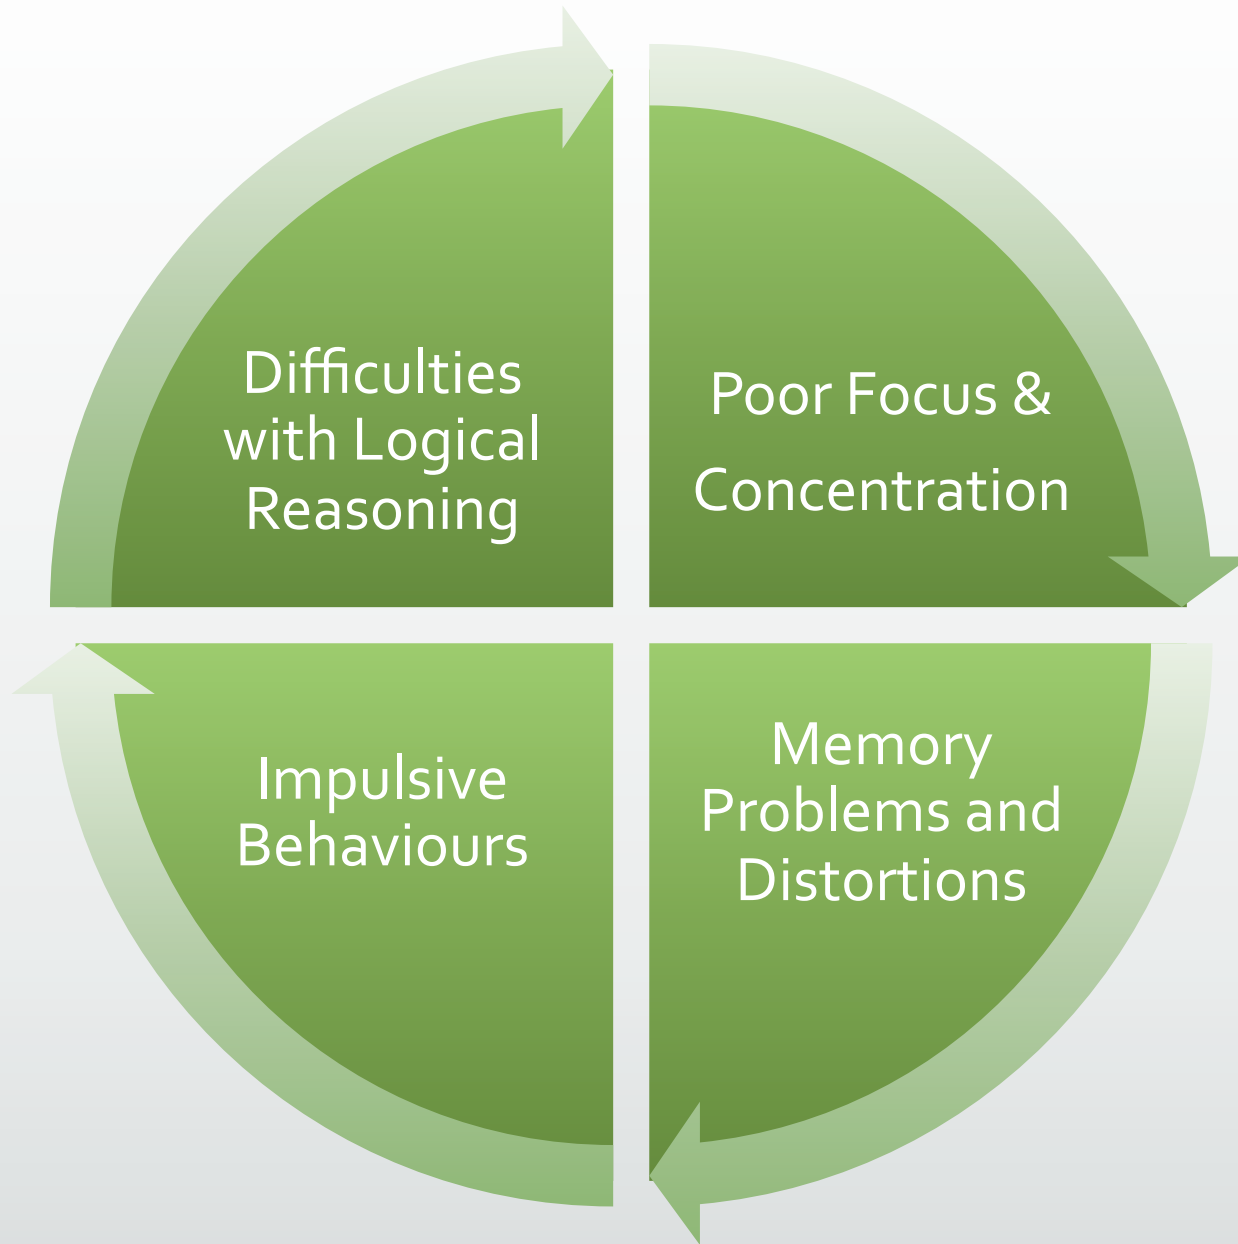 Difficulties
with Logical
Reasoning
Poor Focus &
Concentration
Impulsive
Behaviours
Memory
Problems and
Distortions